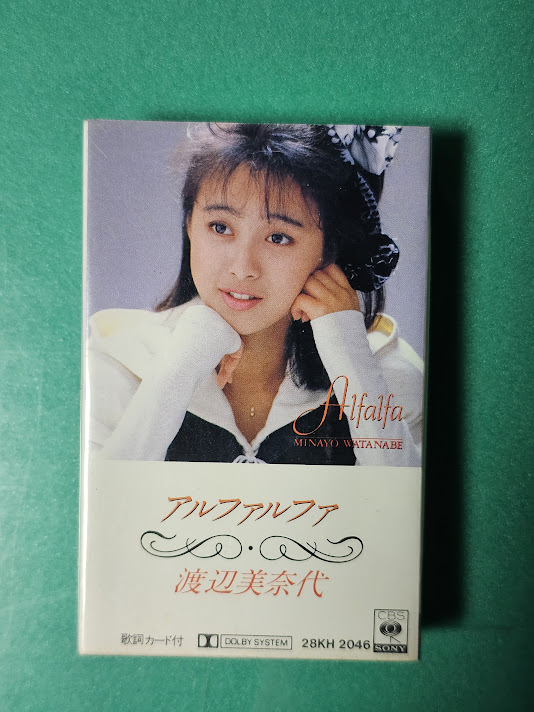 Alfalfa
MINAYO WATANABE
アルファルファ
渡辺美奈代
歌詞カード付 DOLBY SYSTEM 28KH 2046
CBS
SONY